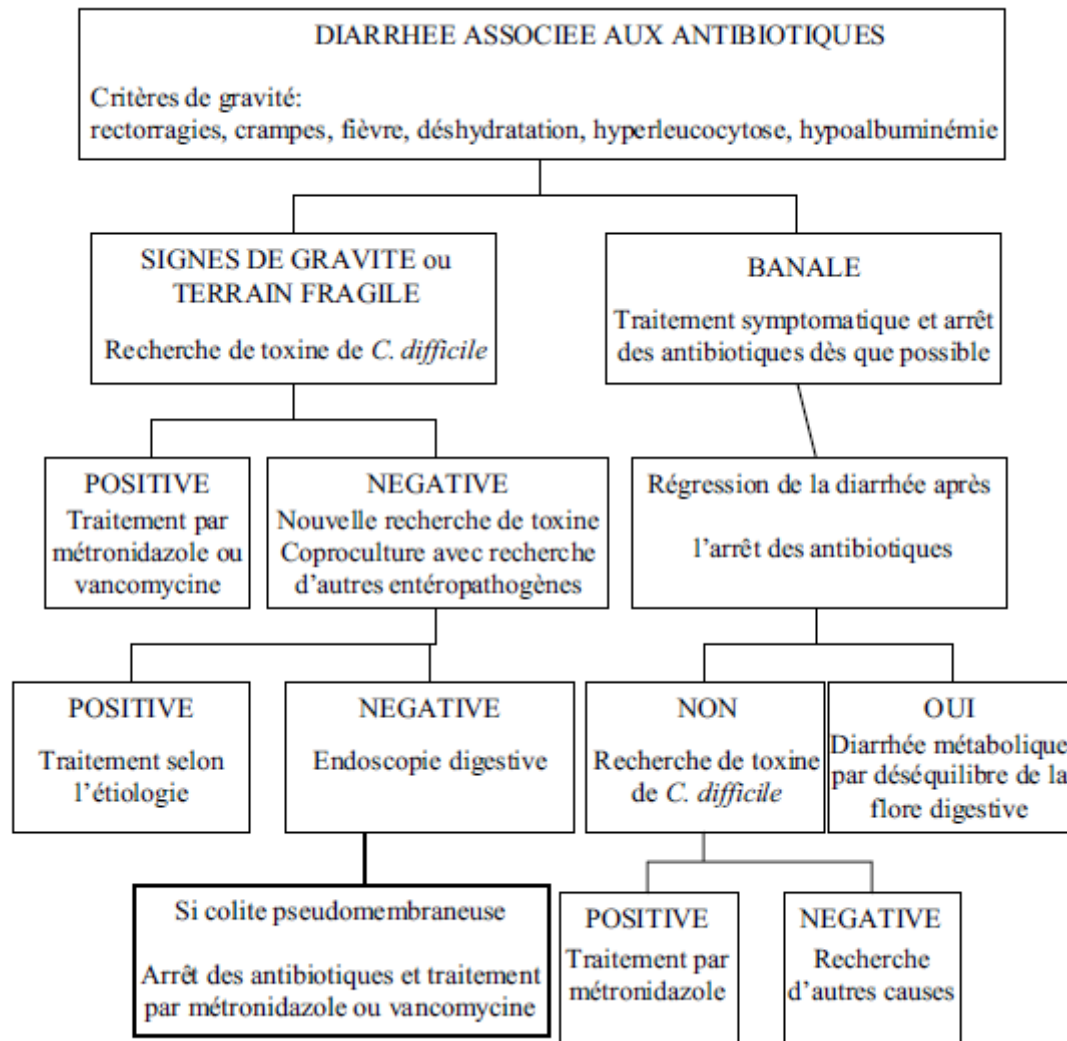 DIARRHEE ASSOCIEE AUX ANTIBIOTIQUES
Critères de gravité:
rectorragies, crampes, fièvre, déshydratation, hyperleucocytose, hypoalbuminémie
SIGNES DE GRAVITE ou
TERRAIN FRAGILE
Recherche de toxine de C. difficile
BANALE
Traitement symptomatique et arrêt
des antibiotiques dès que possible
POSITIVE
Traitement par
métronidazole ou
vancomycine
NEGATIVE
Nouvelle recherche de toxine
Coproculture avec recherche
d'autres entéropathogènes
Régression de la diarrhée après
l'arrêt des antibiotiques
POSITIVE
Traitement selon
l'étiologie
NEGATIVE
Endoscopie digestive
NON
Recherche de toxine
de C. difficile
OUI
Diarrhée métabolique
par déséquilibre de la
flore digestive
Si colite pseudomembraneuse
Arrêt des antibiotiques et traitement
par métronidazole ou vancomycine
POSITIVE
Traitement par
métronidazole
NEGATIVE
Recherche
d'autres causes